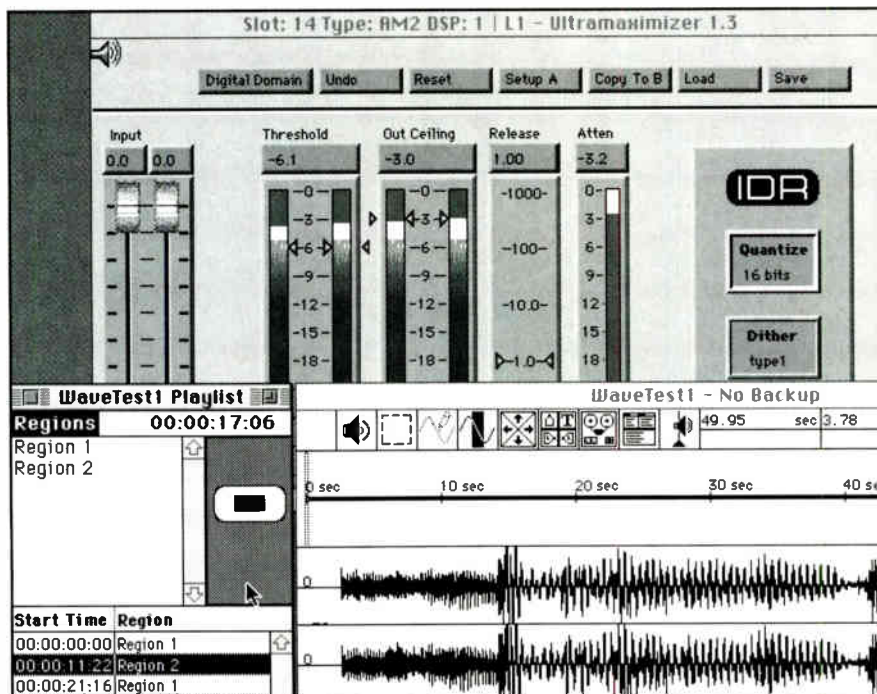 Slot: 14 Type: AM2 DSP: 1 | L1 - Ultramaximizer 1.3
Digital Domain Undo Reset Setup A Copy To B Load Save
Input Threshold Out Ceiling Release Atten
0.0 0.0 -6.1 -3.0 1.00 -3.2
-0- -0- -1000- 0-
-3- -3- 3-
-6- -6- -100- 6-
-9- -9- 9-
-12- -12- -10.0- 12-
-15- -15- 15-
-18- -18- -1.0- 18-
IDR
Quantize
16 bits
Dither
type1
WaveTest1 Playlist
Regions 00:00:17:06
Region 1
Region 2
Start Time Region
00:00:00:00 Region 1
00:00:11:22 Region 2
00:00:21:16 Region 1
WaveTest1 - No Backup
49.95 sec 3.78
0 sec 10 sec 20 sec 30 sec 40 se
0
0